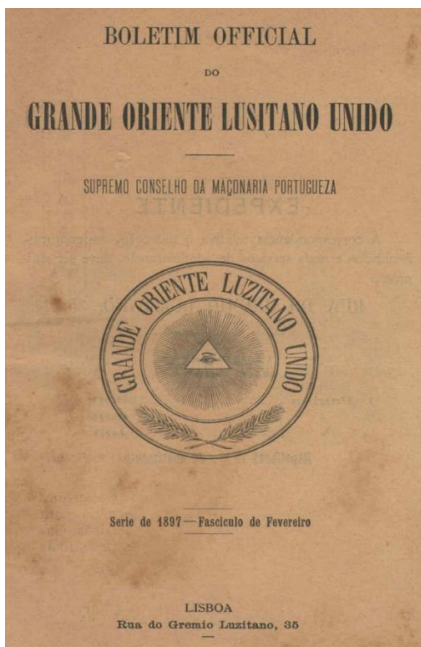 BOLETIM OFFICIAL
DO
GRANDE ORIENTE LUSITANO UNIDO
SUPREMO CONSELHO DA MAÇONARIA PORTUGUEZA
GRANDE ORIENTE LUZITANO UNIDO
Serie de 1897—Fasciculo de Fevereiro
LISBOA
Rua do Gremio Luzitano, 35